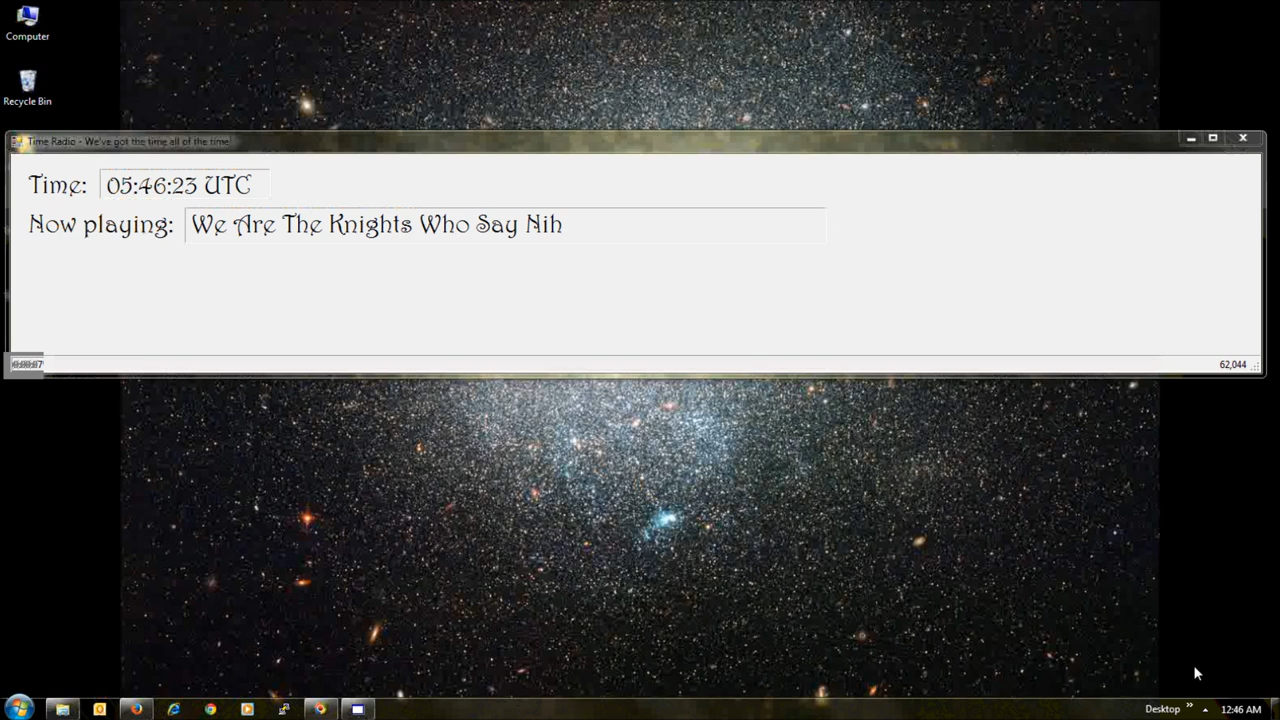 Computer
Recycle Bin
Time Radio - We've got the time all of the time!
Time: 05:46:23 UTC
Now playing: We Are The Knights Who Say Nih
62,044
Desktop
12:46 AM